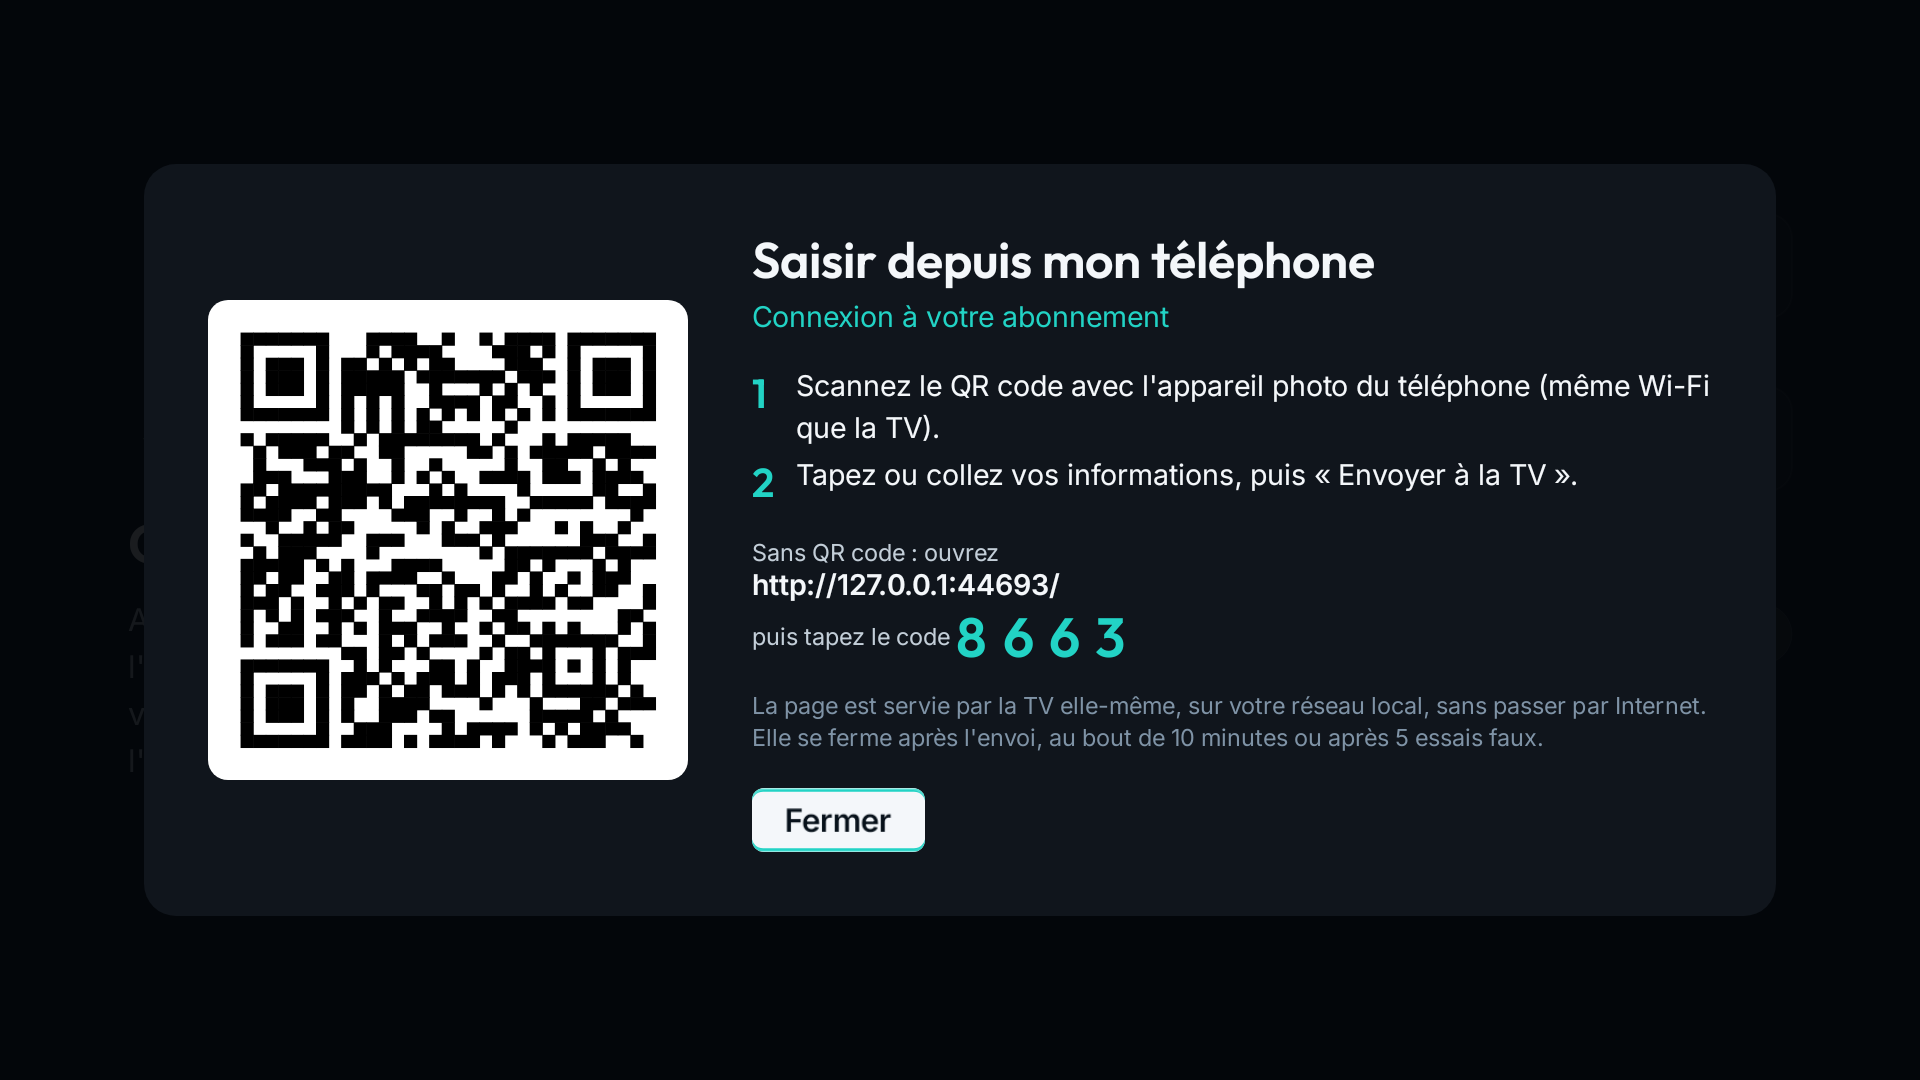 Saisir depuis mon téléphone
Connexion à votre abonnement
1 Scannez le QR code avec l'appareil photo du téléphone (même Wi-Fi
que la TV).
2 Tapez ou collez vos informations, puis « Envoyer à la TV ».
Sans QR code : ouvrez
http://127.0.0.1:44693/
puis tapez le code 8 6 6 3
La page est servie par la TV elle-même, sur votre réseau local, sans passer par Internet.
Elle se ferme après l'envoi, au bout de 10 minutes ou après 5 essais faux.
Fermer